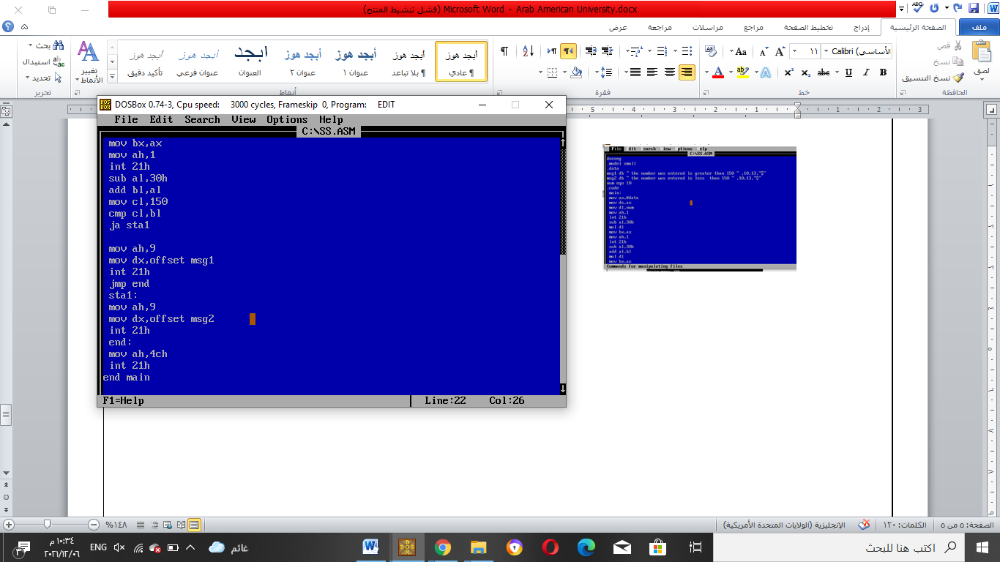 Microsoft Word - Arab American University.docx (فشل تنشيط المنتج)
ملف
الصفحة الرئيسية
إدراج
تخطيط الصفحة
مراجع
مراسلات
مراجعة
عرض
لصق
قص
نسخ
نسخ التنسيق
الحافظة
Calibri (الأساسي)
١١
خط
فقرة
أبجد هوز
¶ عادي
أبجد هوز
¶ بلا تباعد
أبجد هوز
عنوان ١
أبجد هوز
عنوان ٢
أبجد
العنوان
أبجد هوز
عنوان فرعي
أبجد هوز
تأكيد دقيق
تغيير الأنماط
أنماط
بحث
استبدال
تحديد
تحرير
DOSBox 0.74-3, Cpu speed: 3000 cycles, Frameskip 0, Program: EDIT
File Edit Search View Options Help
C:\SS.ASM
mov bx,ax
mov ah,1
int 21h
sub al,30h
add bl,al
mov cl,150
cmp cl,bl
ja sta1
mov ah,9
mov dx,offset msg1
int 21h
jmp end
sta1:
mov ah,9
mov dx,offset msg2
int 21h
end:
mov ah,4ch
int 21h
end main
F1=Help Line:22 Col:26
C:\SS.ASM
dosseg
.model small
.data
msg1 db " the number was entered is greater than 150 " ,10,13,"$"
msg2 db " the number was entered is less than 150 " ,10,13,"$"
num equ 10
.code
main:
mov ax,@data
mov ds,ax
mov dl,num
mov ah,1
int 21h
sub al,30h
mul dl
mov bx,ax
mov ah,1
int 21h
sub al,30h
add al,bl
mul dl
mov bx,ax
Commands for manipulating files
الصفحة: ٥ من ٥
الكلمات: ١٢٠
الإنجليزية (الولايات المتحدة الأمريكية)
١٤٨%
اكتب هنا للبحث
غائم
ENG
١٠:٣٤ م
٢٠٢١/١٢/٠٦